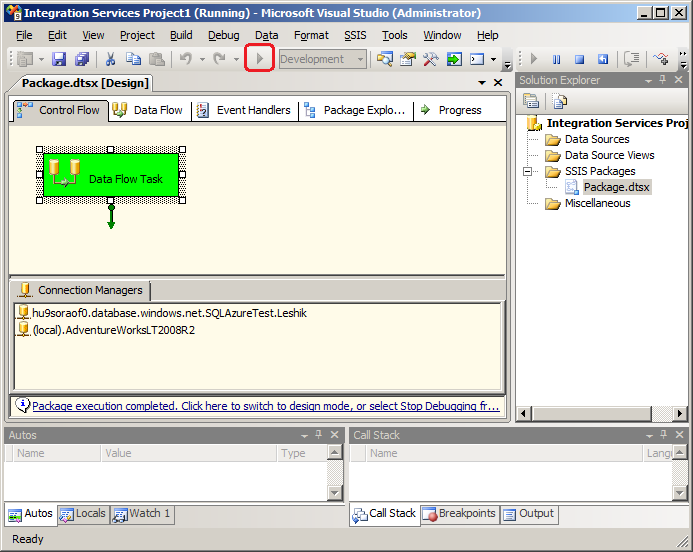 Integration Services Project1 (Running) - Microsoft Visual Studio (Administrator)
File Edit View Project Build Debug Data Format SSIS Tools Window Help
Development
Package.dtsx [Design]
Control Flow Data Flow Event Handlers Package Explo... Progress
Data Flow Task
Connection Managers
hu9soraof0.database.windows.net.SQLAzureTest.Leshik
(local).AdventureWorksLT2008R2
Package execution completed. Click here to switch to design mode, or select Stop Debugging fr...
Solution Explorer
Integration Services Proj
Data Sources
Data Source Views
SSIS Packages
Package.dtsx
Miscellaneous
Autos
Name Value Type
Autos Locals Watch 1
Call Stack
Name Langu
Call Stack Breakpoints Output
Ready